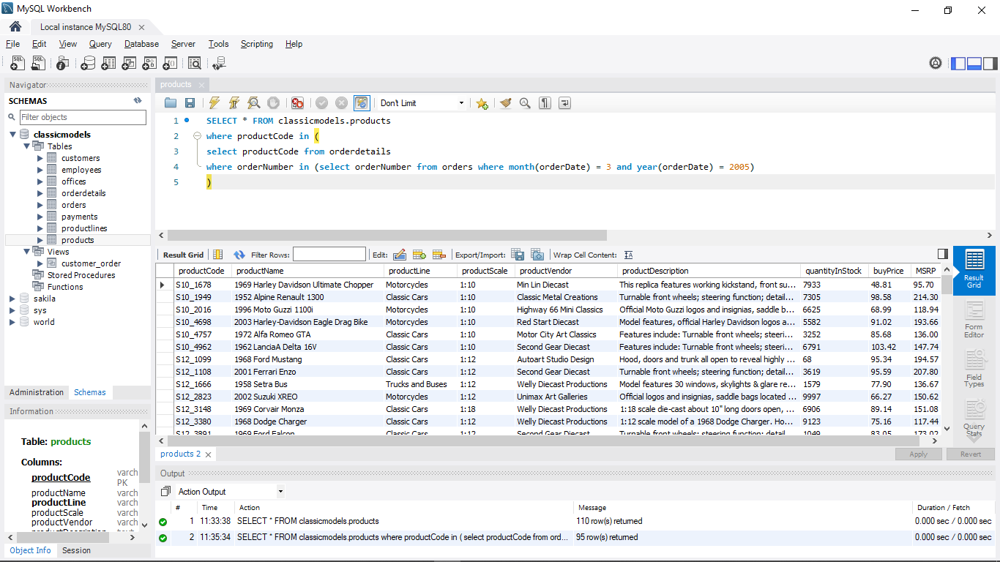 MySQL Workbench
Local instance MySQL80
File Edit View Query Database Server Tools Scripting Help
Navigator
SCHEMAS
Filter objects
classicmodels
Tables
customers
employees
offices
orderdetails
orders
payments
productlines
products
Views
customer_order
Stored Procedures
Functions
sakila
sys
world
Administration Schemas
Information
Table: products
Columns:
productCode varch
PK
productName varch
productLine varch
productScale varch
productVendor varch
productDescription text
Object Info Session
products
Don't Limit
1 SELECT * FROM classicmodels.products
2 where productCode in (
3 select productCode from orderdetails
4 where orderNumber in (select orderNumber from orders where month(orderDate) = 3 and year(orderDate) = 2005)
5 )
Result Grid Filter Rows: Edit: Export/Import: Wrap Cell Content:
productCode productName productLine productScale productVendor productDescription quantityInStock buyPrice MSRP
S10_1678 1969 Harley Davidson Ultimate Chopper Motorcycles 1:10 Min Lin Diecast This replica features working kickstand, front su... 7933 48.81 95.70
S10_1949 1952 Alpine Renault 1300 Classic Cars 1:10 Classic Metal Creations Turnable front wheels; steering function; detail... 7305 98.58 214.30
S10_2016 1996 Moto Guzzi 1100i Motorcycles 1:10 Highway 66 Mini Classics Official Moto Guzzi logos and insignias, saddle b... 6625 68.99 118.94
S10_4698 2003 Harley-Davidson Eagle Drag Bike Motorcycles 1:10 Red Start Diecast Model features, official Harley Davidson logos a... 5582 91.02 193.66
S10_4757 1972 Alfa Romeo GTA Classic Cars 1:10 Motor City Art Classics Features include: Turnable front wheels; steeri... 3252 85.68 136.00
S10_4962 1962 LanciaA Delta 16V Classic Cars 1:10 Second Gear Diecast Features include: Turnable front wheels; steeri... 6791 103.42 147.74
S12_1099 1968 Ford Mustang Classic Cars 1:12 Autoart Studio Design Hood, doors and trunk all open to reveal highly ... 68 95.34 194.57
S12_1108 2001 Ferrari Enzo Classic Cars 1:12 Second Gear Diecast Turnable front wheels; steering function; detail... 3619 95.59 207.80
S12_1666 1958 Setra Bus Trucks and Buses 1:12 Welly Diecast Productions Model features 30 windows, skylights & glare re... 1579 77.90 136.67
S12_2823 2002 Suzuki XREO Motorcycles 1:12 Unimax Art Galleries Official logos and insignias, saddle bags located ... 9997 66.27 150.62
S12_3148 1969 Corvair Monza Classic Cars 1:18 Welly Diecast Productions 1:18 scale die-cast about 10" long doors open, ... 6906 89.14 151.08
S12_3380 1968 Dodge Charger Classic Cars 1:12 Welly Diecast Productions 1:12 scale model of a 1968 Dodge Charger. Ho... 9123 75.16 117.44
S12_3891 1969 Ford Falcon Classic Cars 1:12 Second Gear Diecast Turnable front wheels; steering function; detail... 1049 83.05 173.02
Result
Grid
Form
Editor
Field
Types
Query
Stats
products 2
Apply Revert
Output
Action Output
# Time Action Message Duration / Fetch
1 11:33:38 SELECT * FROM classicmodels.products 110 row(s) returned 0.000 sec / 0.000 sec
2 11:35:34 SELECT * FROM classicmodels.products where productCode in ( select productCode from ord... 95 row(s) returned 0.000 sec / 0.000 sec